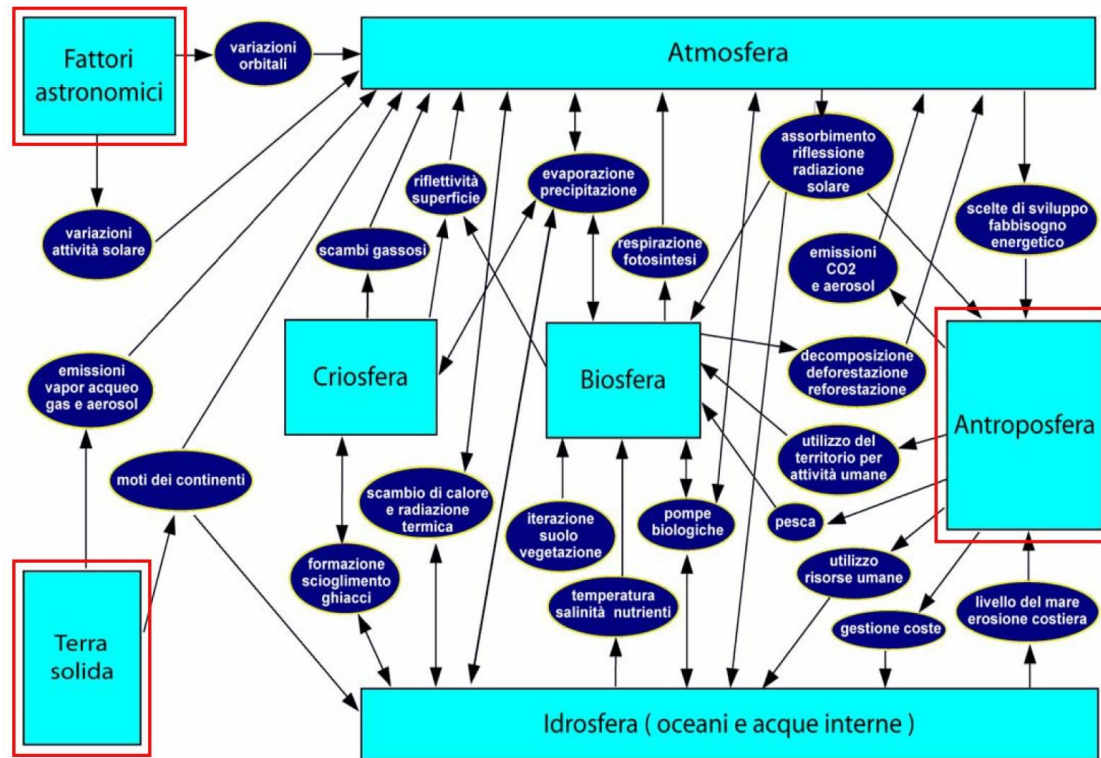 Fattori
astronomici
variazioni
orbitali
Atmosfera
variazioni
attività solare
riflettività
superficie
evaporazione
precipitazione
assorbimento
riflessione
radiazione
solare
scambi gassosi
respirazione
fotosintesi
emissioni
CO2
e aerosol
scelte di sviluppo
fabbisogno
energetico
emissioni
vapor acqueo
gas e aerosol
Criosfera
Biosfera
decomposizione
deforestazione
reforestazione
Antroposfera
moti dei continenti
scambio di calore
e radiazione
termica
iterazione
suolo
vegetazione
pompe
biologiche
pesca
utilizzo del
territorio per
attività umane
formazione
scioglimento
ghiacci
temperatura
salinità nutrienti
utilizzo
risorse umane
gestione coste
livello del mare
erosione costiera
Terra
solida
Idrosfera ( oceani e acque interne )